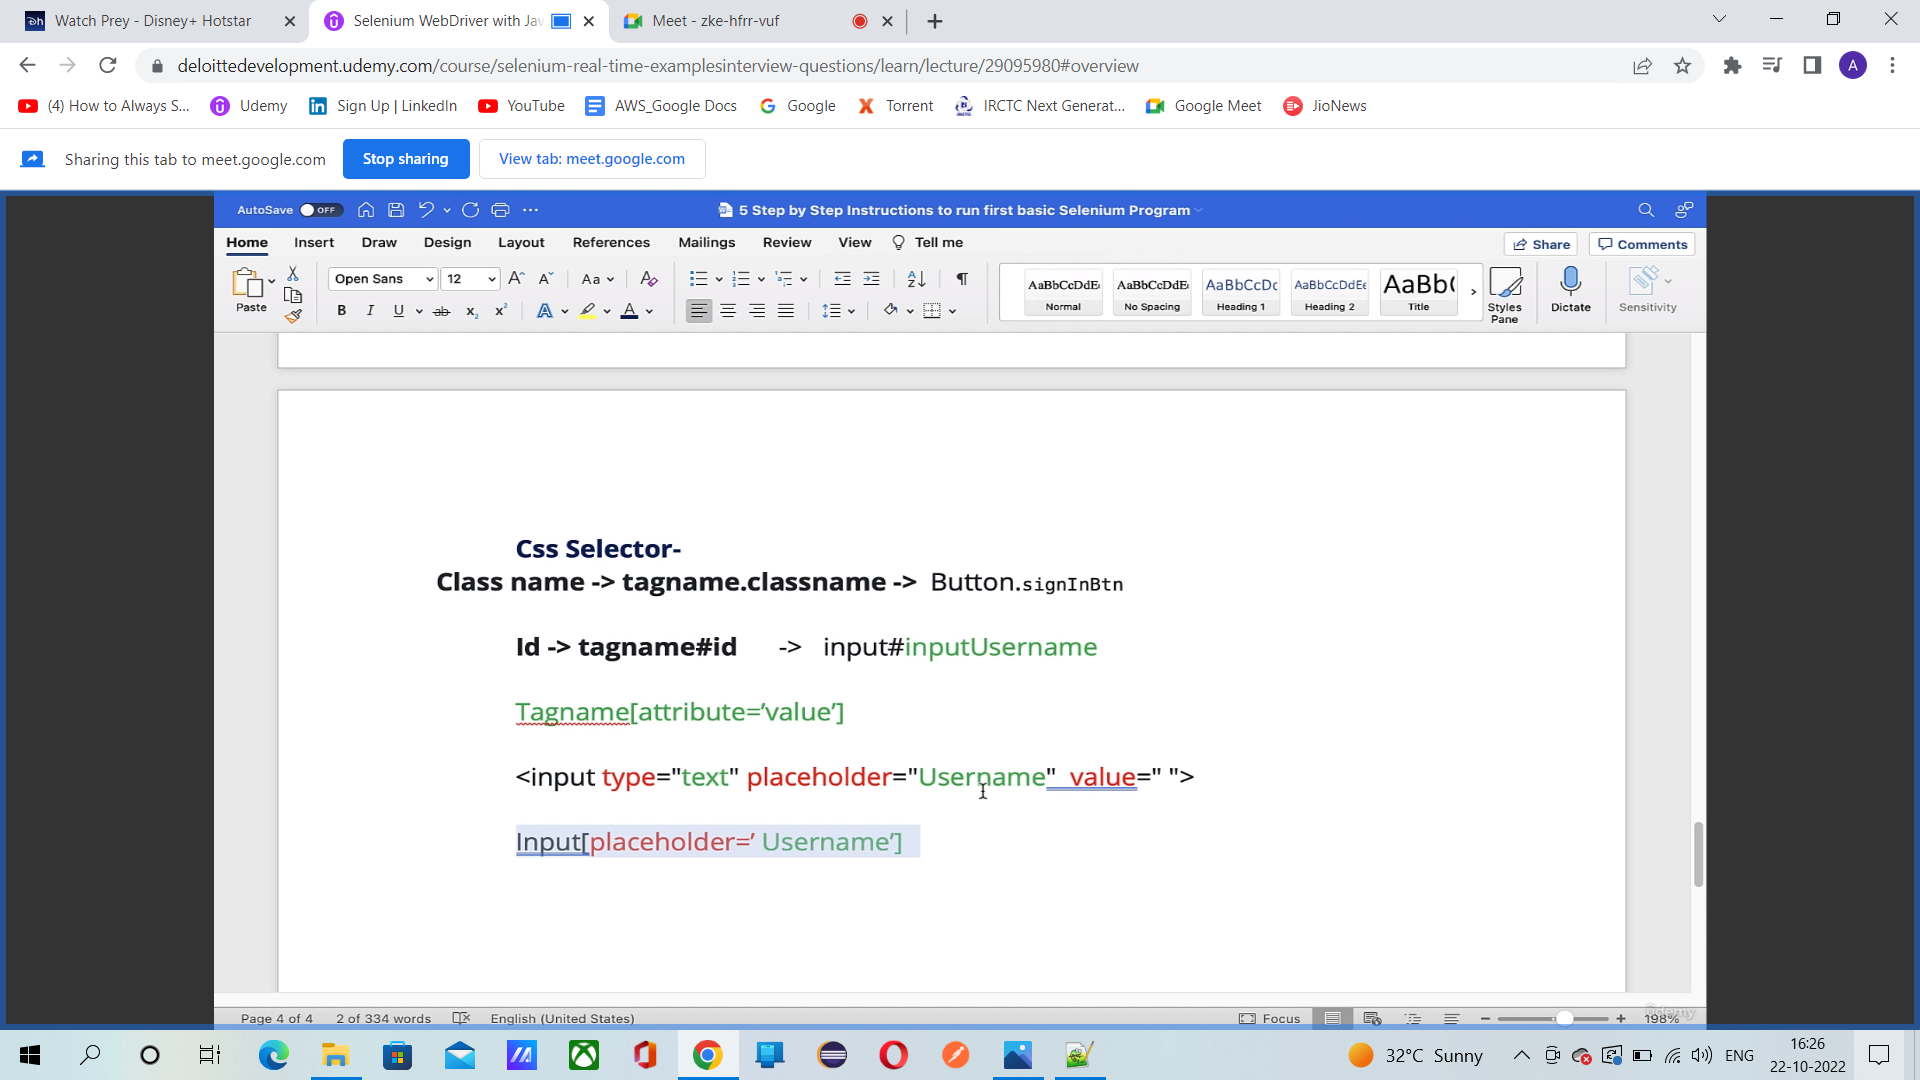 Watch Prey - Disney+ Hotstar
Selenium WebDriver with Jav
Meet - zke-hfrr-vuf
deloittedevelopment.udemy.com/course/selenium-real-time-examplesinterview-questions/learn/lecture/29095980#overview
A
(4) How to Always S...
Udemy
Sign Up | LinkedIn
YouTube
AWS_Google Docs
Google
Torrent
IRCTC Next Generat...
Google Meet
JioNews
Sharing this tab to meet.google.com
Stop sharing
View tab: meet.google.com
AutoSave OFF
5 Step by Step Instructions to run first basic Selenium Program
Home Insert Draw Design Layout References Mailings Review View Tell me
Share
Comments
Paste
Open Sans
12
Aa
AaBbCcDdEe
Normal
AaBbCcDdEe
No Spacing
AaBbCcDc
Heading 1
AaBbCcDdEe
Heading 2
AaBb(
Title
Styles
Pane
Dictate
Sensitivity
Css Selector-
Class name -> tagname.classname -> Button.signInBtn
Id -> tagname#id -> input#inputUsername
Tagname[attribute=’value’]
<input type="text" placeholder="Username" value=" ">
Input[placeholder=’ Username’]
Page 4 of 4
2 of 334 words
English (United States)
Focus
198%
udemy
32°C Sunny
ENG
16:26
22-10-2022